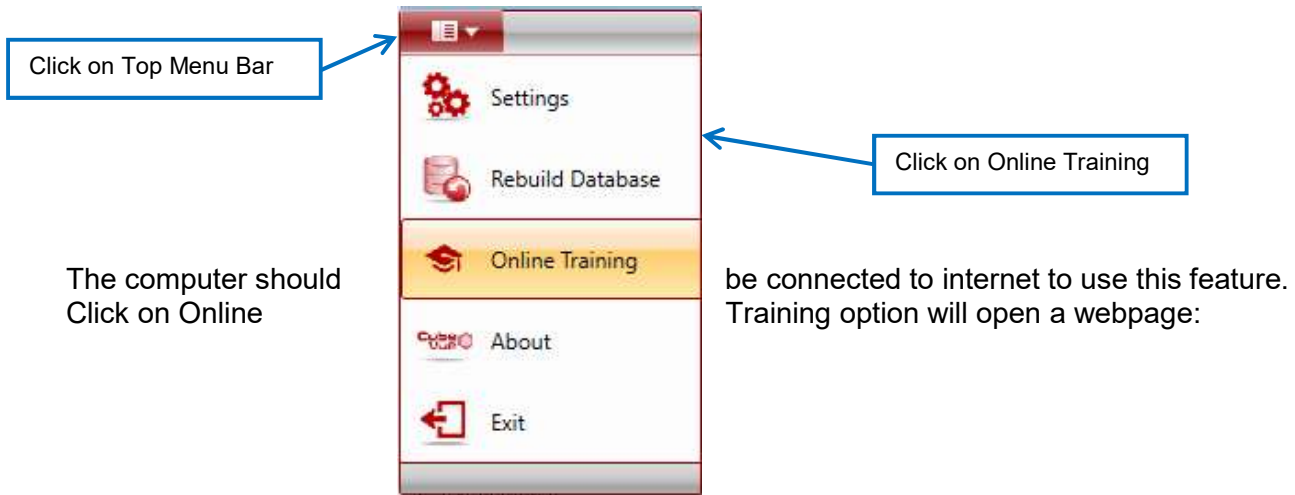 Click on Top Menu Bar
Settings
Click on Online Training
Rebuild Database
Online Training
The computer should be connected to internet to use this feature.
Click on Online Training option will open a webpage:
About
Exit